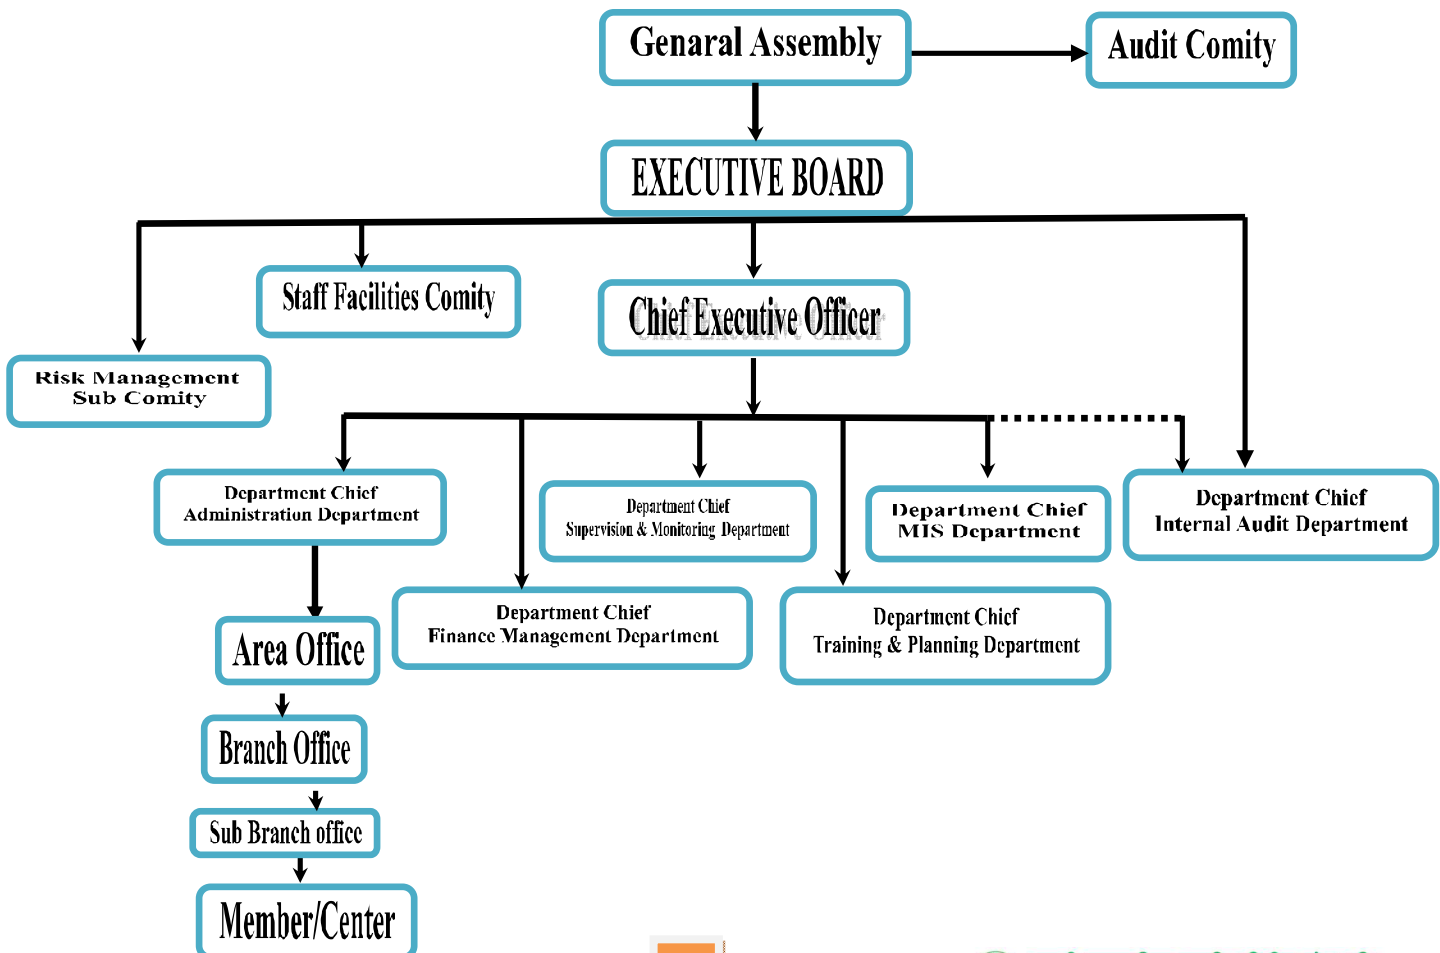 Genaral Assembly
Audit Comity
EXECUTIVE BOARD
Staff Facilities Comity
Chief Executive Officer
Risk Management
Sub Comity
Department Chief
Administration Department
Department Chief
Supervision & Monitoring Department
Department Chief
MIS Department
Department Chief
Internal Audit Department
Department Chief
Finance Management Department
Department Chief
Training & Planning Department
Area Office
Branch Office
Sub Branch office
Member/Center